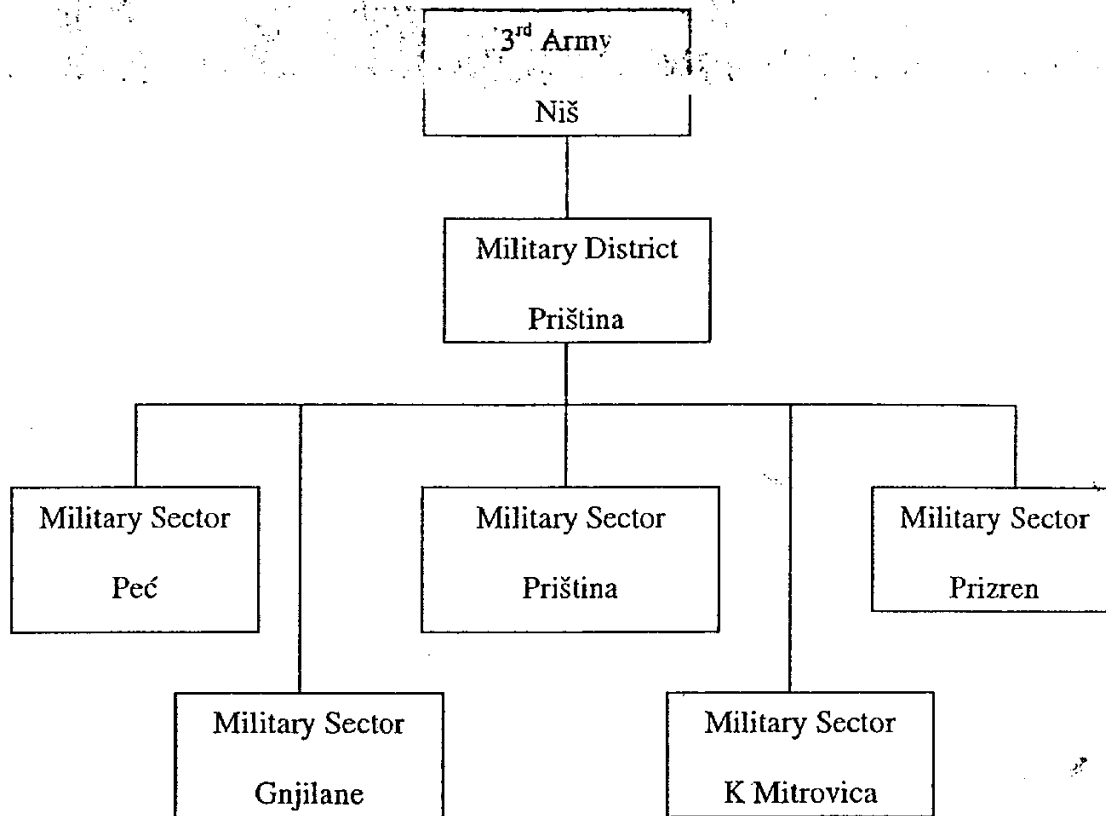 3rd Army
Niš
Military District
Priština
Military Sector
Peć
Military Sector
Priština
Military Sector
Prizren
Military Sector
Gnjilane
Military Sector
K Mitrovica